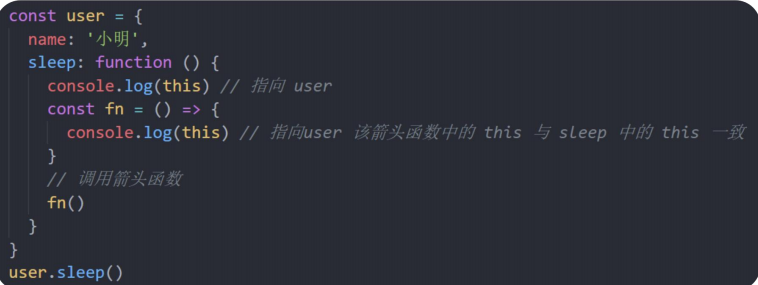 const user = {
  name: '小明',
  sleep: function () {
    console.log(this) // 指向 user
    const fn = () => {
      console.log(this) // 指向user 该箭头函数中的 this 与 sleep 中的 this 一致
    }
    // 调用箭头函数
    fn()
  }
}
user.sleep()